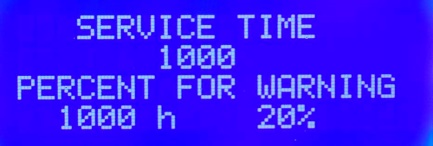 SERVICE TIME
1000
PERCENT FOR WARNING
1000 h 20%